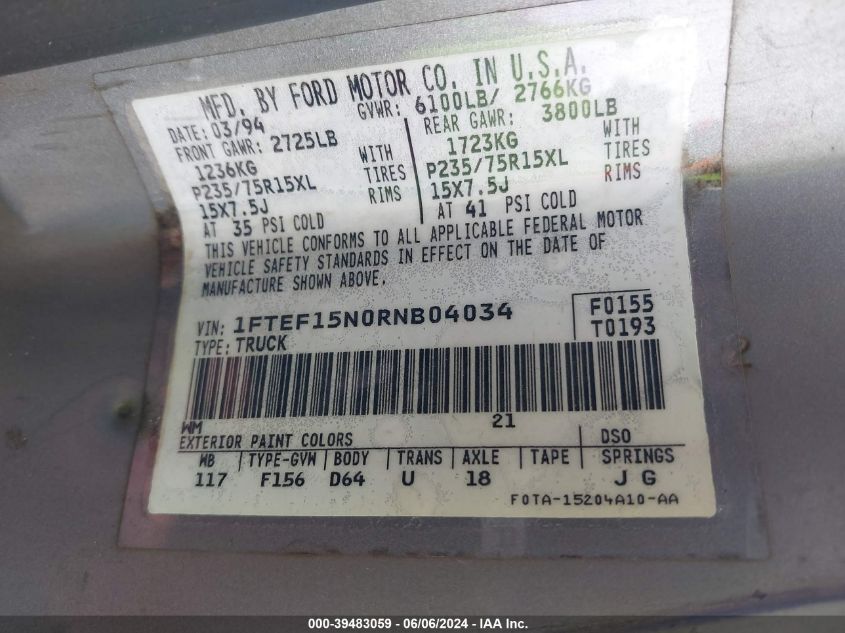 MFD. BY FORD MOTOR CO. IN U.S.A.
DATE: 03/94 GVWR: 6100LB/ 2766KG
FRONT GAWR: 2725LB REAR GAWR: 3800LB
1236KG WITH 1723KG WITH
P235/75R15XL TIRES P235/75R15XL TIRES
15X7.5J RIMS 15X7.5J RIMS
AT 35 PSI COLD AT 41 PSI COLD
THIS VEHICLE CONFORMS TO ALL APPLICABLE FEDERAL MOTOR
VEHICLE SAFETY STANDARDS IN EFFECT ON THE DATE OF
MANUFACTURE SHOWN ABOVE.
VIN: 1FTEF15N0RNB04034 F0155
TYPE: TRUCK T0193
WM 21
EXTERIOR PAINT COLORS DSO
WB TYPE-GVW BODY TRANS AXLE TAPE SPRINGS
117 F156 D64 U 18 J G
F0TA-15204A10-AA
000-39483059 - 06/06/2024 - IAA Inc.